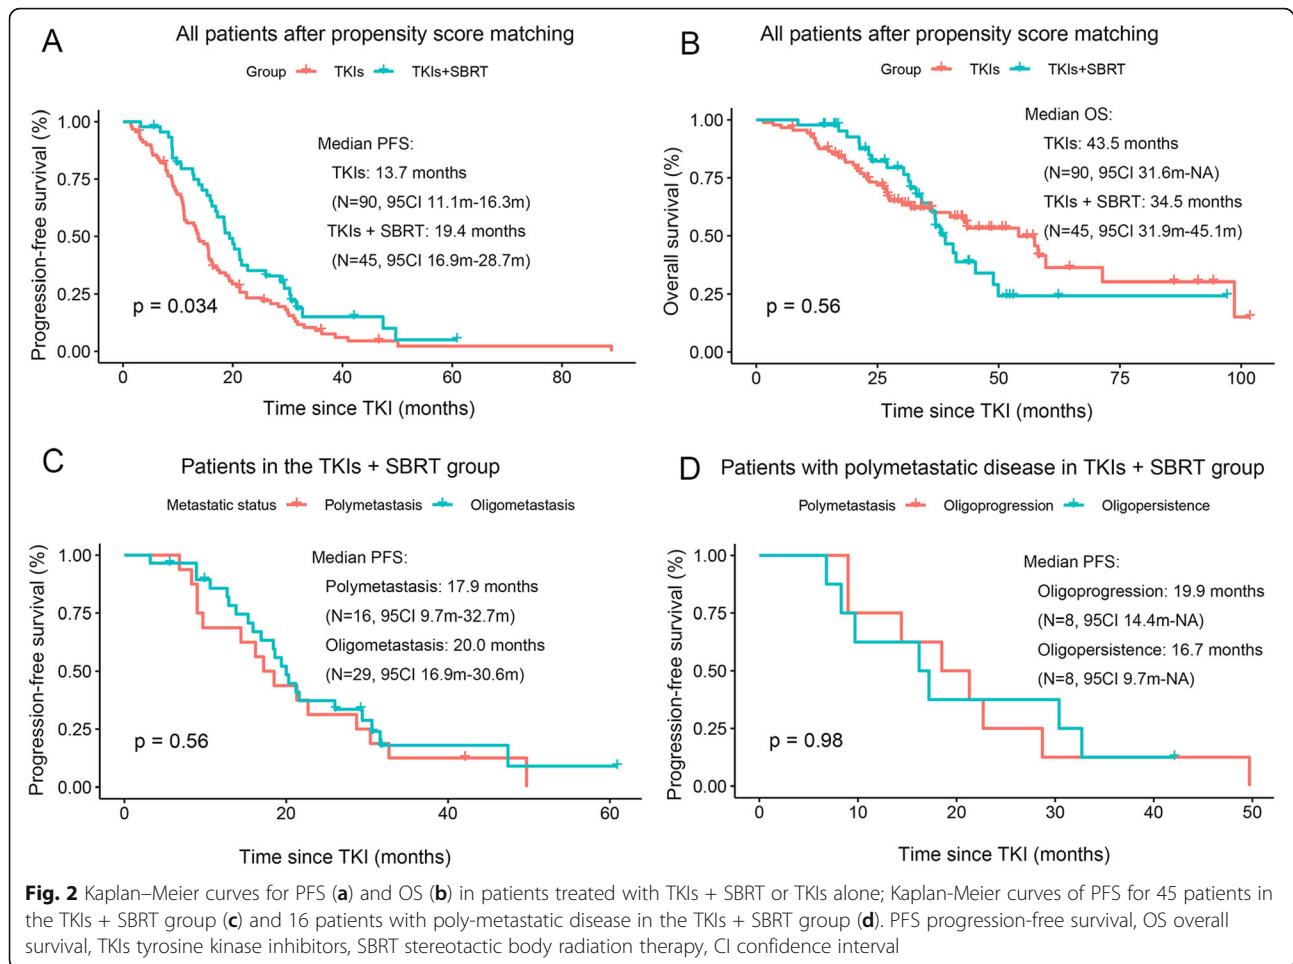 A
All patients after propensity score matching
Group TKIs TKIs+SBRT
Progression-free survival (%)
1.00
0.75
0.50
0.25
0.00
Median PFS:
TKIs: 13.7 months
(N=90, 95CI 11.1m-16.3m)
TKIs + SBRT: 19.4 months
(N=45, 95CI 16.9m-28.7m)
p = 0.034
0 20 40 60 80
Time since TKI (months)
B
All patients after propensity score matching
Group TKIs TKIs+SBRT
Overall survival (%)
1.00
0.75
0.50
0.25
0.00
Median OS:
TKIs: 43.5 months
(N=90, 95CI 31.6m-NA)
TKIs + SBRT: 34.5 months
(N=45, 95CI 31.9m-45.1m)
p = 0.56
0 25 50 75 100
Time since TKI (months)
C
Patients in the TKIs + SBRT group
Metastatic status Polymetastasis Oligometastasis
Progression-free survival (%)
1.00
0.75
0.50
0.25
0.00
Median PFS:
Polymetastasis: 17.9 months
(N=16, 95CI 9.7m-32.7m)
Oligometastasis: 20.0 months
(N=29, 95CI 16.9m-30.6m)
p = 0.56
0 20 40 60
Time since TKI (months)
D
Patients with polymetastatic disease in TKIs + SBRT group
Polymetastasis Oligoprogression Oligopersistence
Progression-free survival (%)
1.00
0.75
0.50
0.25
0.00
Median PFS:
Oligoprogression: 19.9 months
(N=8, 95CI 14.4m-NA)
Oligopersistence: 16.7 months
(N=8, 95CI 9.7m-NA)
p = 0.98
0 10 20 30 40 50
Time since TKI (months)
Fig. 2 Kaplan–Meier curves for PFS (a) and OS (b) in patients treated with TKIs + SBRT or TKIs alone; Kaplan-Meier curves of PFS for 45 patients in
the TKIs + SBRT group (c) and 16 patients with poly-metastatic disease in the TKIs + SBRT group (d). PFS progression-free survival, OS overall
survival, TKIs tyrosine kinase inhibitors, SBRT stereotactic body radiation therapy, CI confidence interval